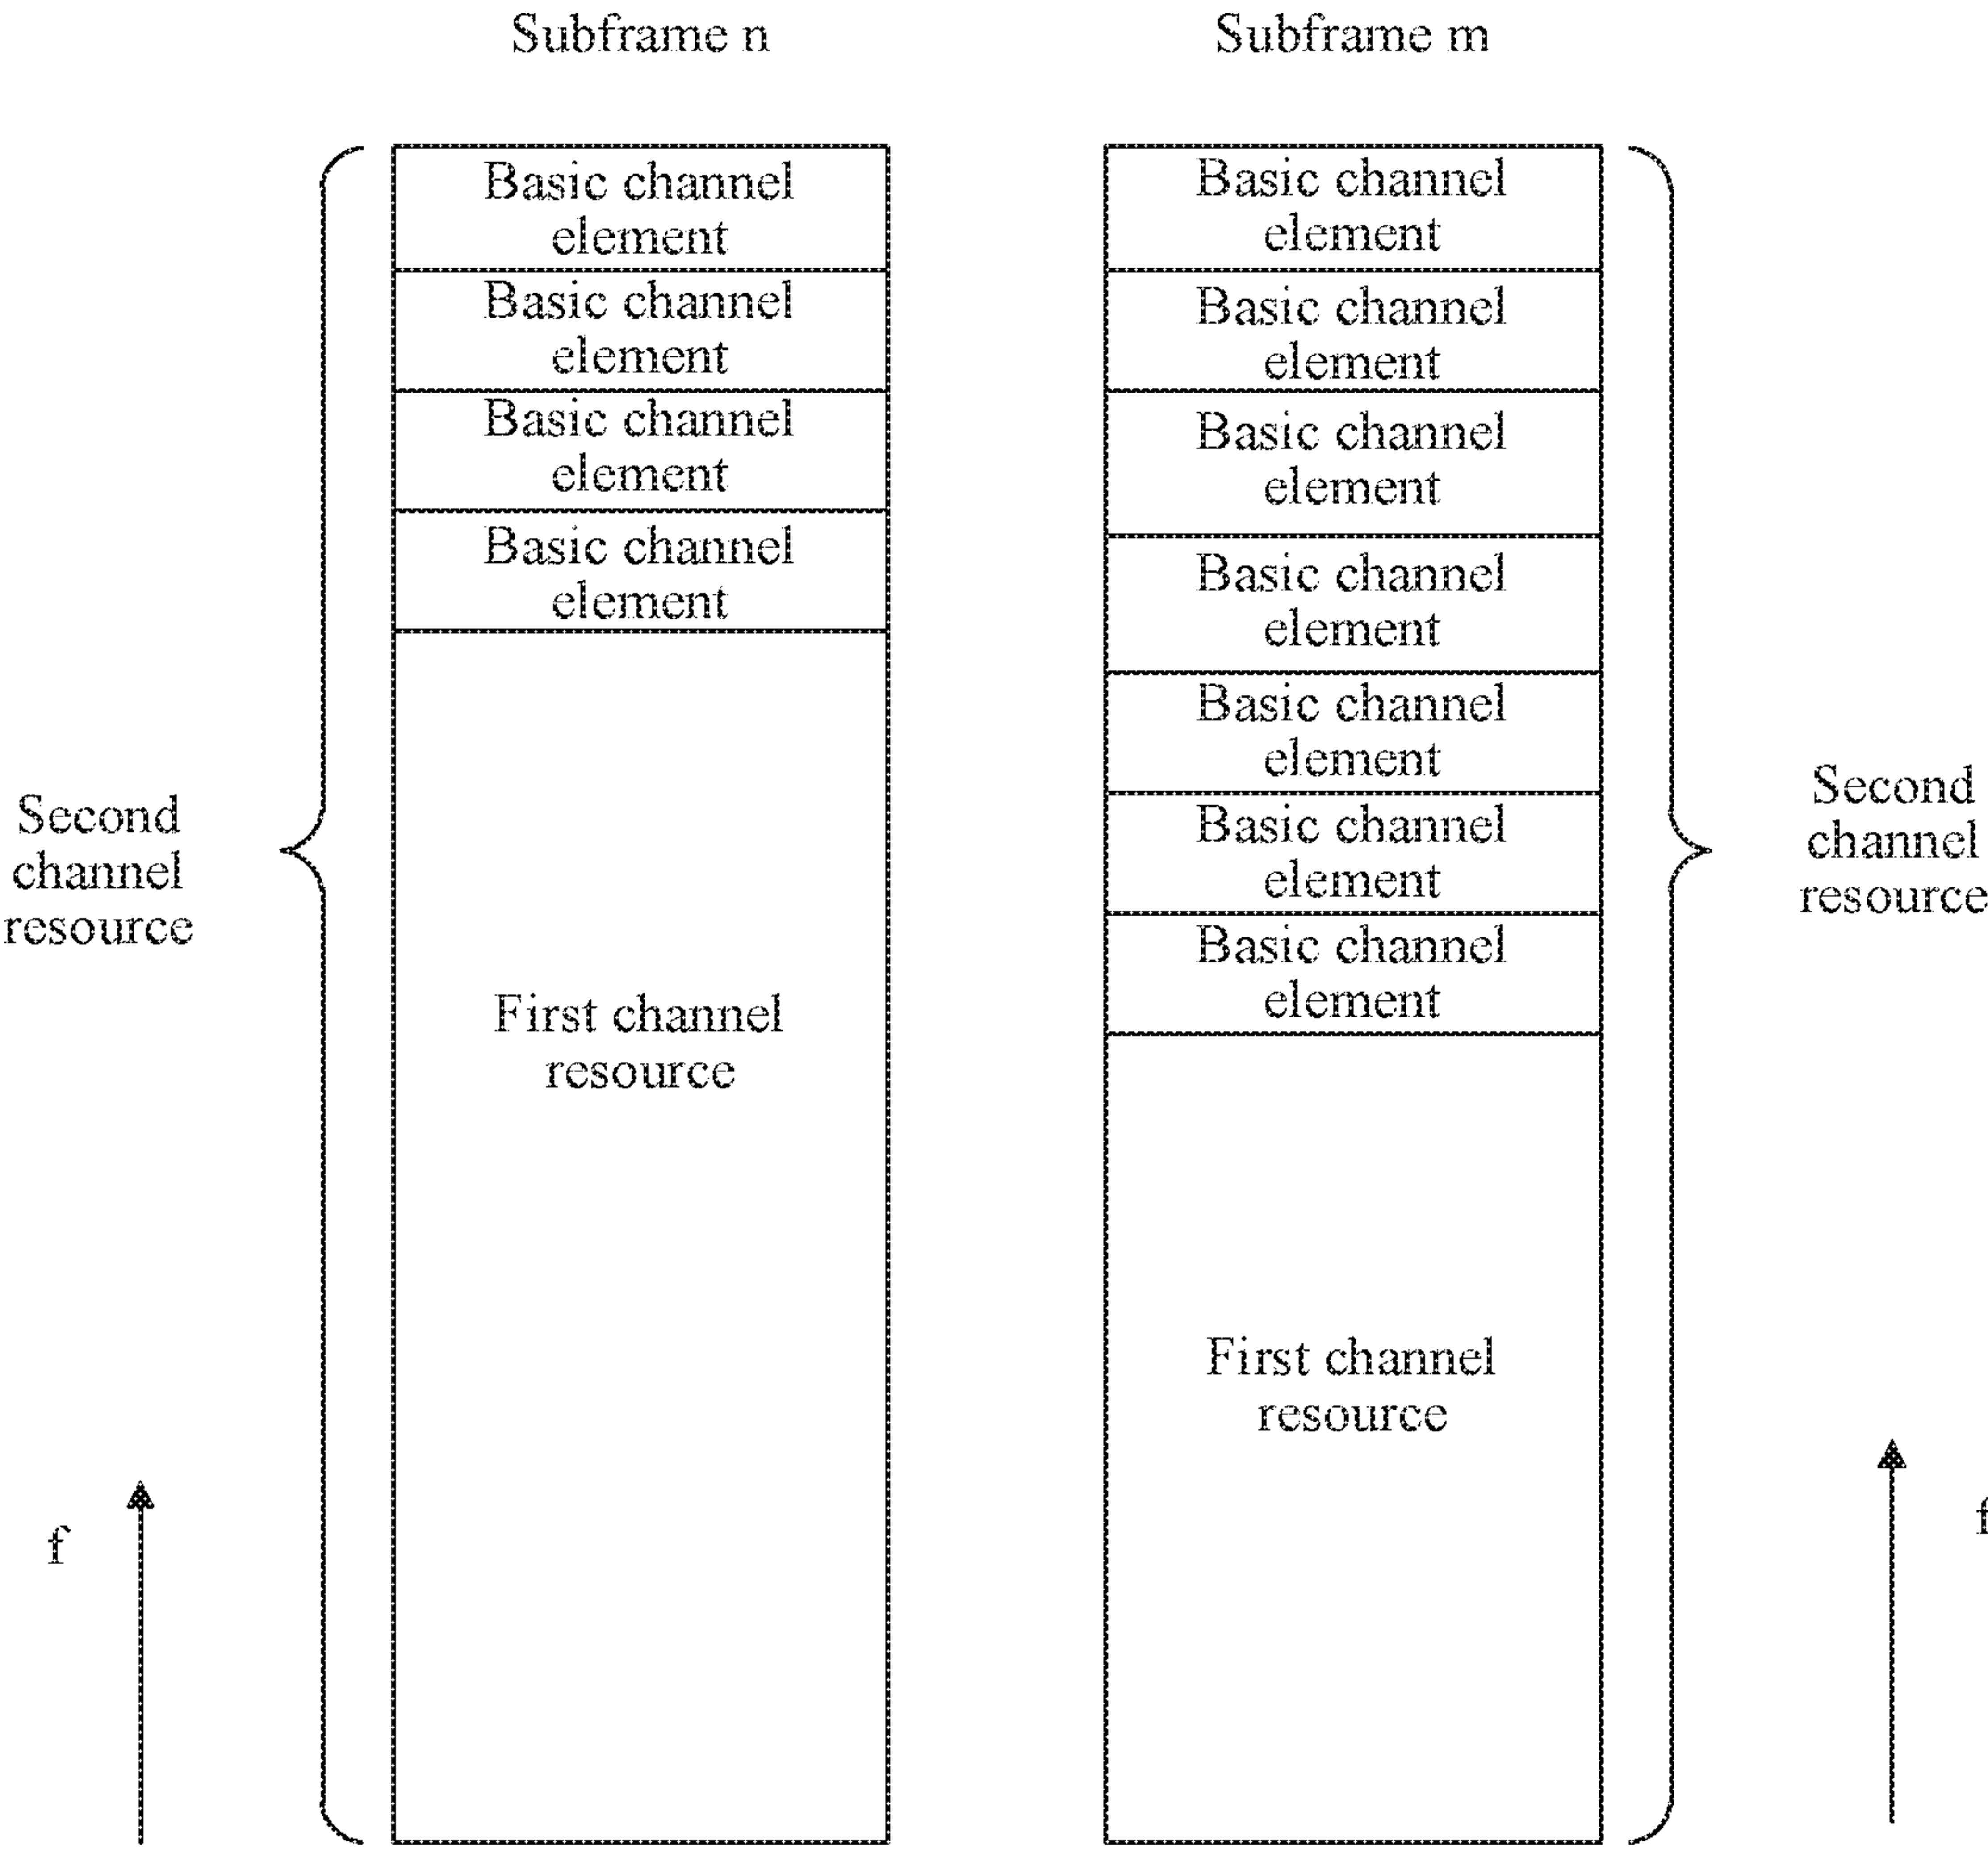 Subframe n
Subframe m
Basic channel
element
Basic channel
element
Basic channel
element
Basic channel
element
First channel
resource
Second
channel
resource
f
Basic channel
element
Basic channel
element
Basic channel
element
Basic channel
element
Basic channel
element
Basic channel
element
Basic channel
element
First channel
resource
Second
channel
resource
f